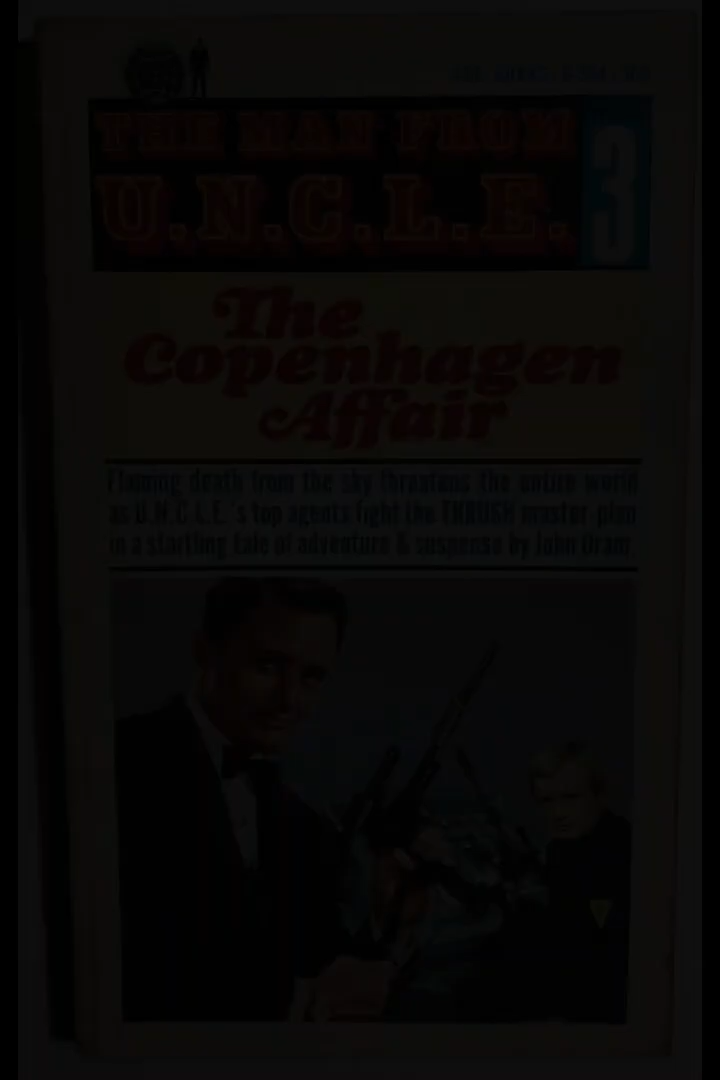 THE MAN FROM
U.N.C.L.E.
3
The
Copenhagen
Affair
Flaming death from the sky threatens the entire world
as U.N.C.L.E.'s top agents fight the THRUSH master plan
in a startling tale of adventure & suspense by John Oram